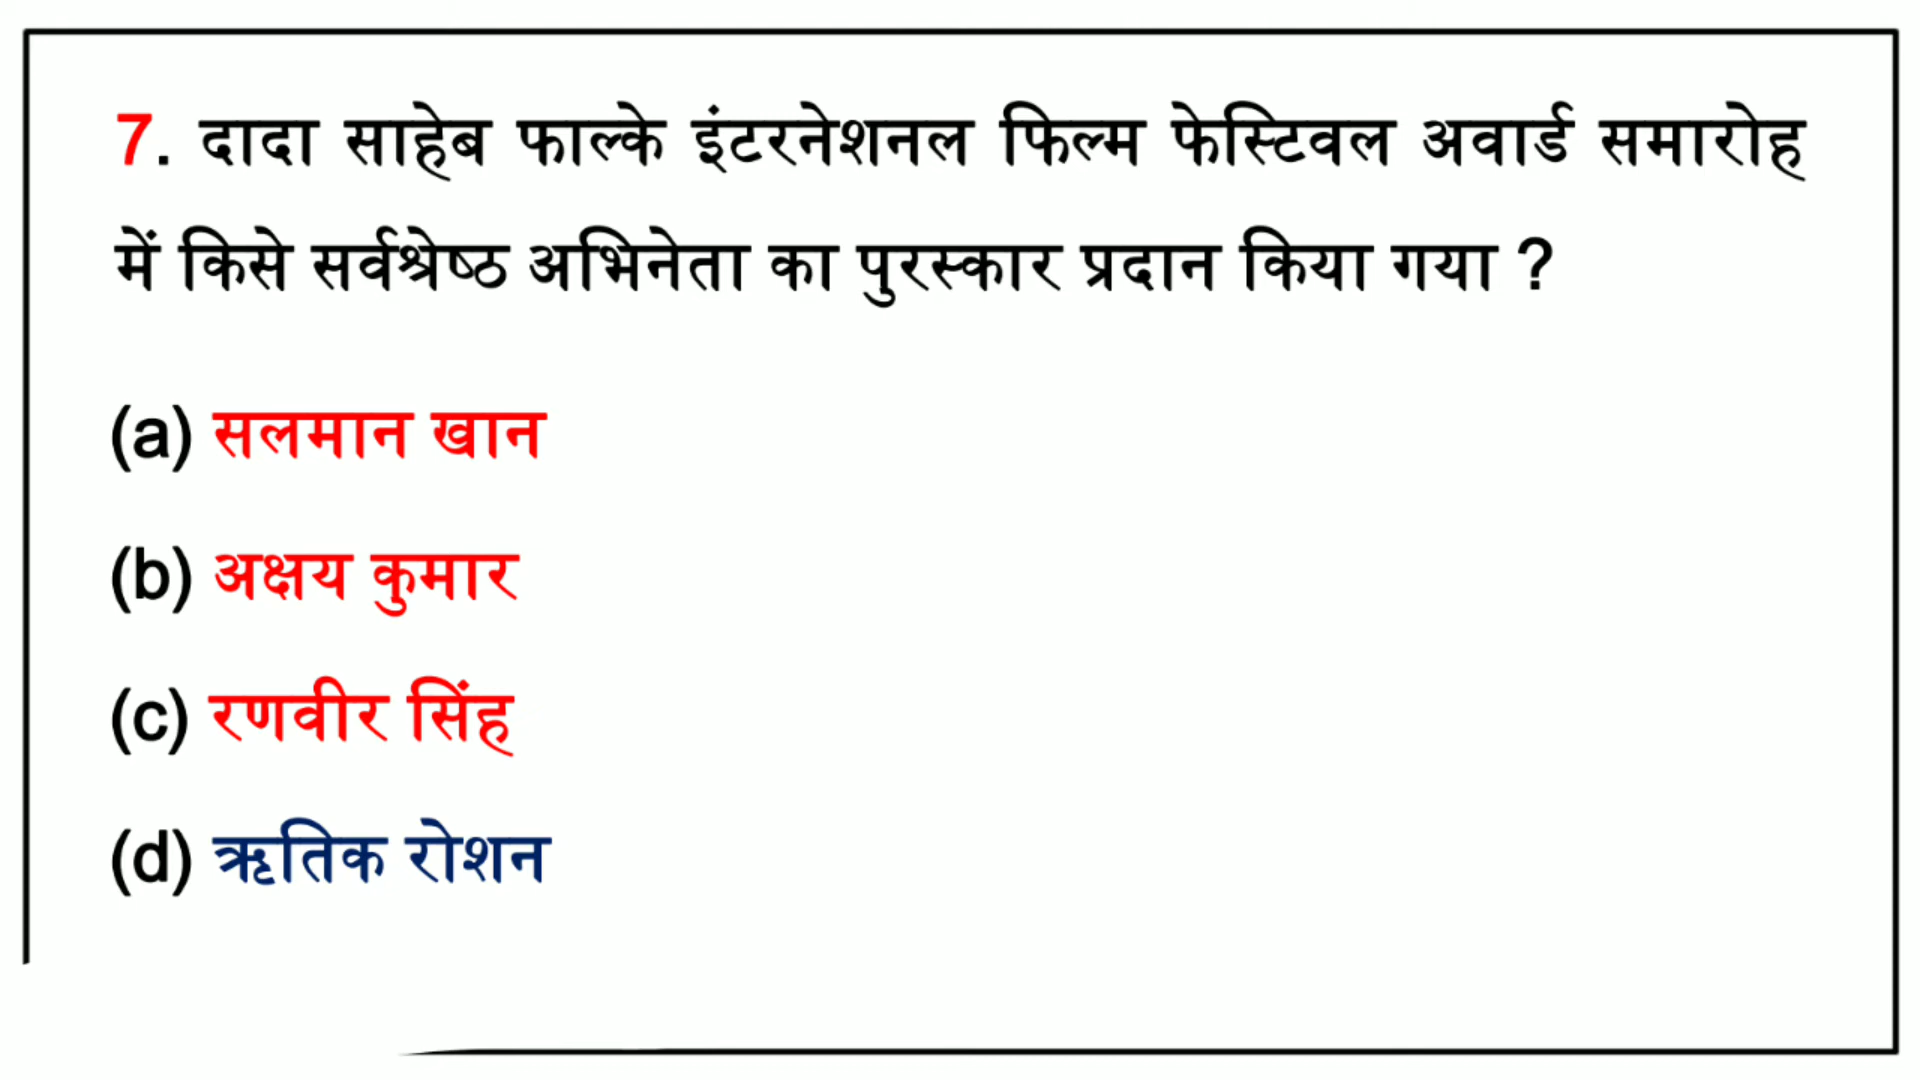 7. दादा साहेब फाल्के इंटरनेशनल फिल्म फेस्टिवल अवार्ड समारोह
में किसे सर्वश्रेष्ठ अभिनेता का पुरस्कार प्रदान किया गया ?
(a) सलमान खान
(b) अक्षय कुमार
(c) रणवीर सिंह
(d) ऋतिक रोशन